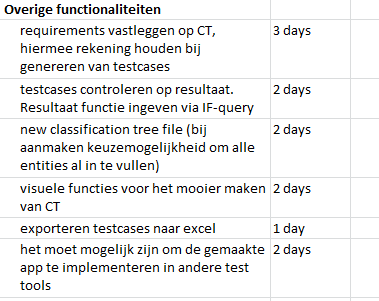 Overige functionaliteiten
requirements vastleggen op CT, 3 days
hiermee rekening houden bij
genereren van testcases
testcases controleren op resultaat. 2 days
Resultaat functie ingeven via IF-query
new classification tree file (bij 2 days
aanmaken keuzemogelijkheid om alle
entities al in te vullen)
visuele functies voor het mooier maken 2 days
van CT
exporteren testcases naar excel 1 day
het moet mogelijk zijn om de gemaakte 2 days
app te implementeren in andere test
tools